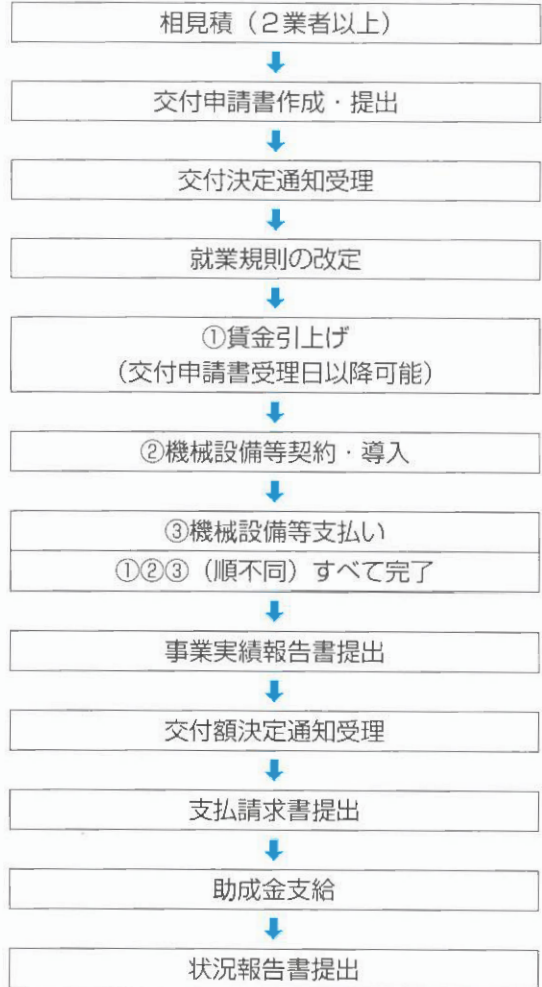 相見積（２業者以上）
交付申請書作成・提出
交付決定通知受理
就業規則の改定
①賃金引上げ
（交付申請書受理日以降可能）
②機械設備等契約・導入
③機械設備等支払い
①②③（順不同）すべて完了
事業実績報告書提出
交付額決定通知受理
支払請求書提出
助成金支給
状況報告書提出